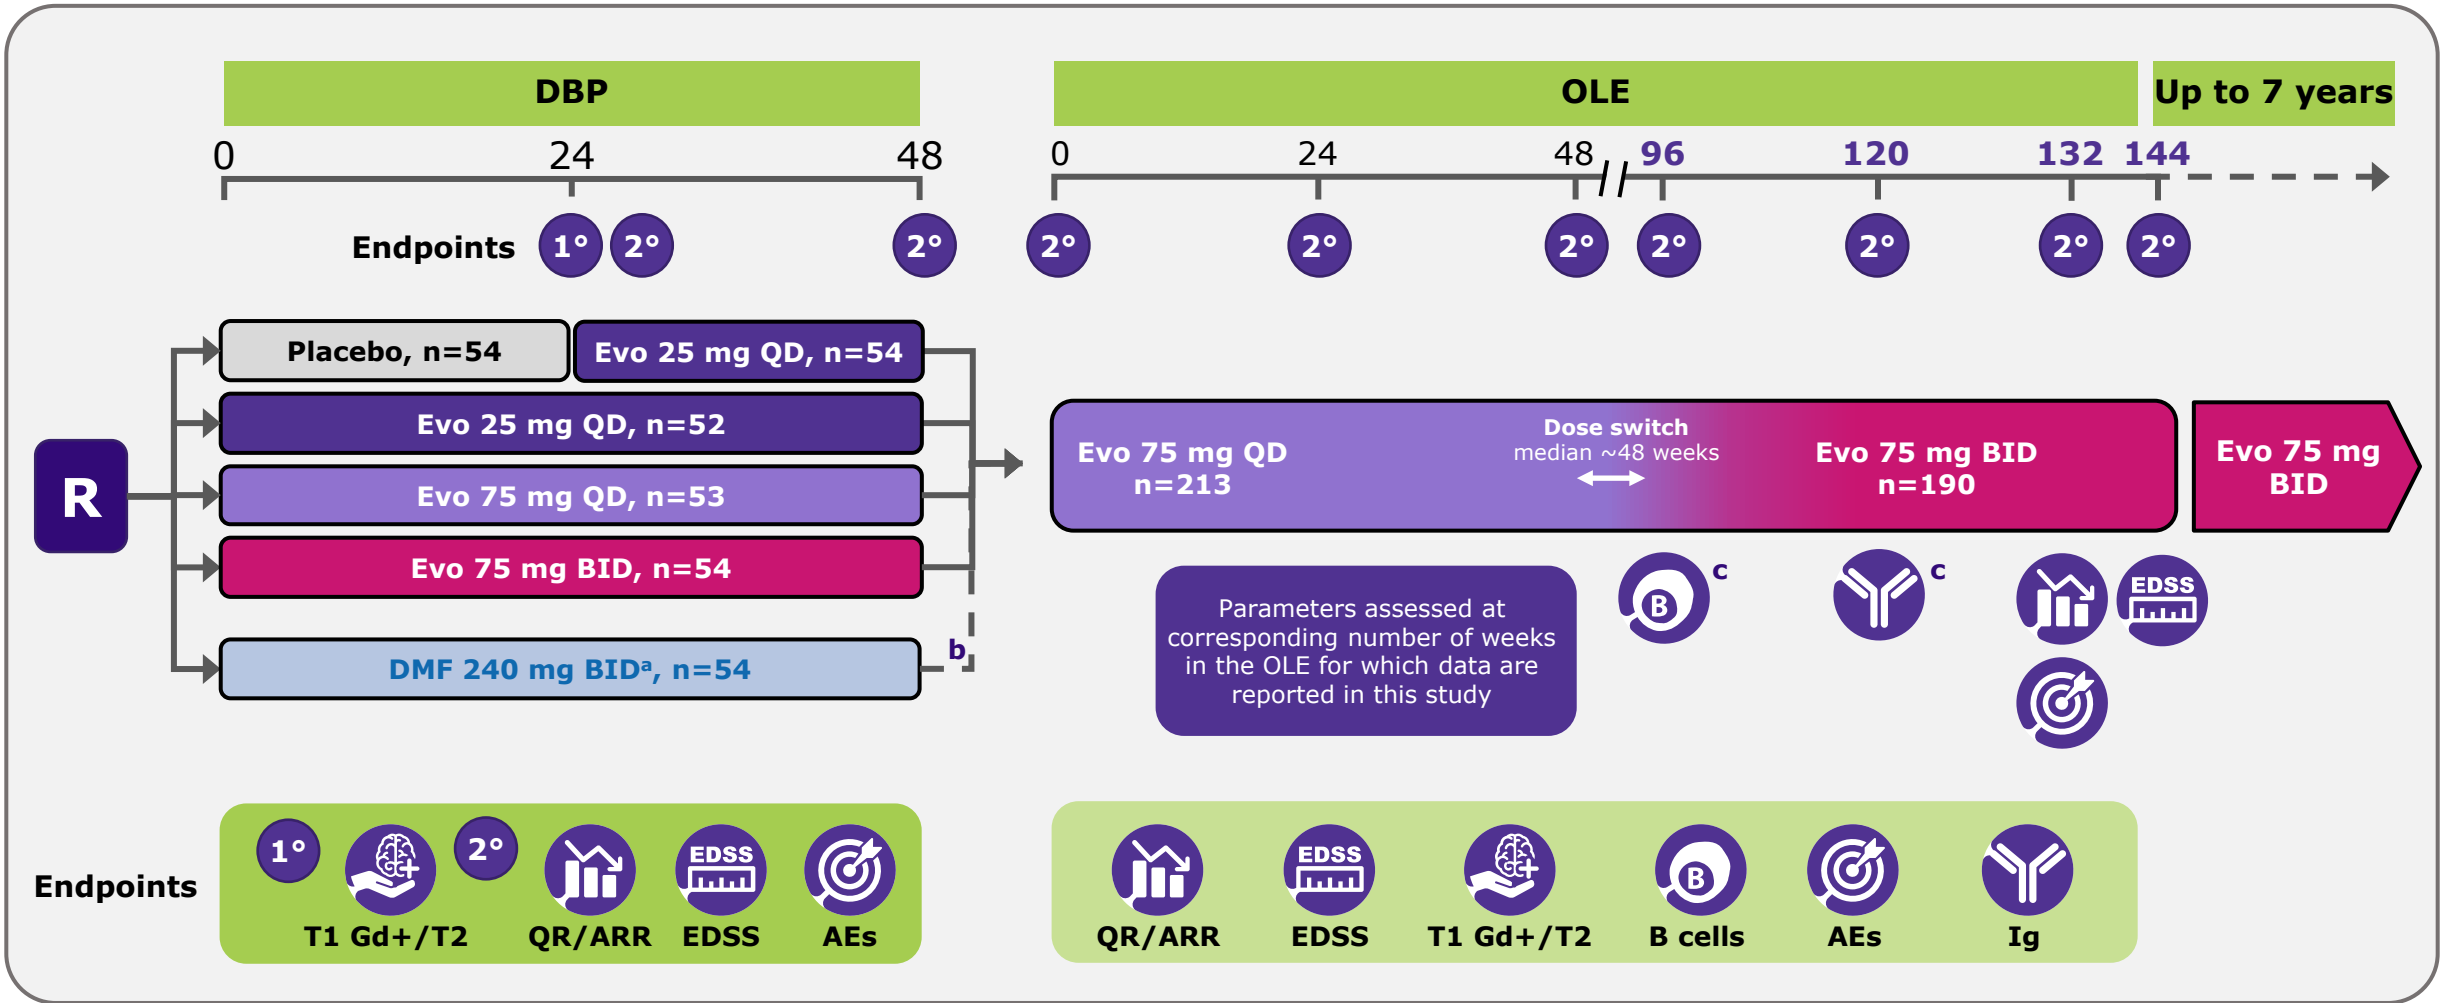 DBP
OLE
Up to 7 years
0 24 48
0 24 48 96 120 132 144
Endpoints 1° 2° 2° 2° 2° 2° 2° 2° 2° 2°
R
Placebo, n=54
Evo 25 mg QD, n=54
Evo 25 mg QD, n=52
Evo 75 mg QD, n=53
Evo 75 mg BID, n=54
DMF 240 mg BIDᵃ, n=54
b
Evo 75 mg QD
n=213
Dose switch
median ~48 weeks
Evo 75 mg BID
n=190
Evo 75 mg
BID
Parameters assessed at
corresponding number of weeks
in the OLE for which data are
reported in this study
B c
c
EDSS
Endpoints
1° 2° EDSS
T1 Gd+/T2 QR/ARR EDSS AEs
EDSS B
QR/ARR EDSS T1 Gd+/T2 B cells AEs Ig